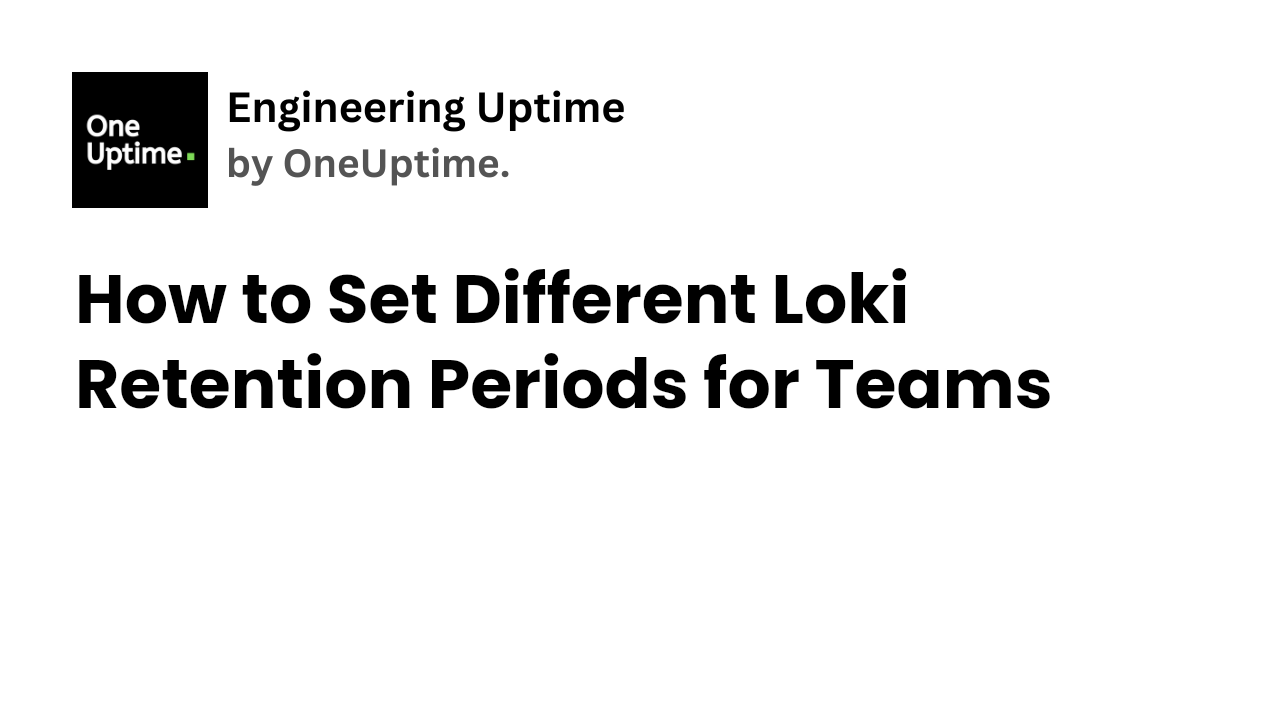 One
Uptime.
Engineering Uptime
by OneUptime.
How to Set Different Loki
Retention Periods for Teams